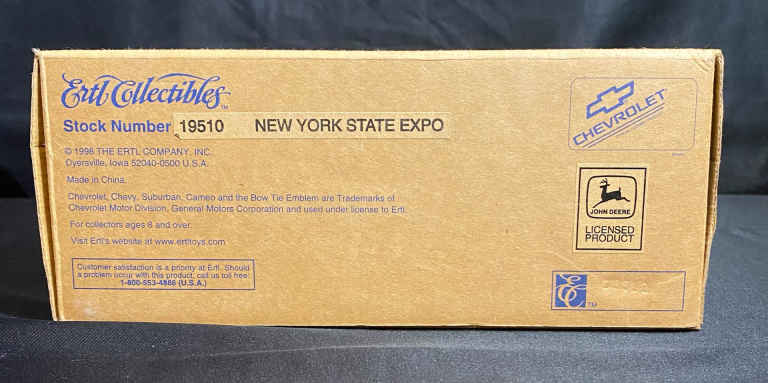 Ertl Collectibles™
Stock Number 19510 NEW YORK STATE EXPO
© 1996 THE ERTL COMPANY, INC.
Dyersville, Iowa 52040-0500 U.S.A.
Made in China.
Chevrolet, Chevy, Suburban, Cameo and the Bow Tie Emblem are Trademarks of
Chevrolet Motor Division, General Motors Corporation and used under license to Ertl.
For collectors ages 8 and over.
Visit Ertl's website at www.ertltoys.com
Customer satisfaction is a priority at Ertl. Should
a problem occur with this product, call us toll free:
1-800-553-4886 (U.S.A.)
CHEVROLET
JOHN DEERE
LICENSED
PRODUCT
EC™